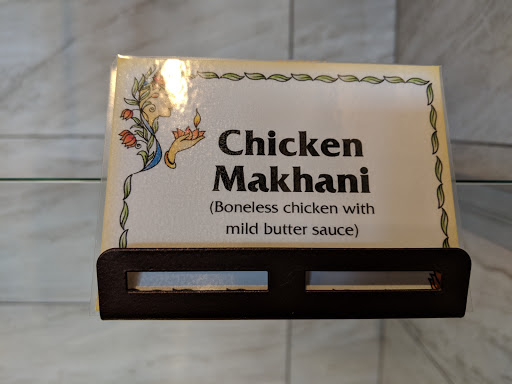 Chicken
Makhani
(Boneless chicken with
mild butter sauce)